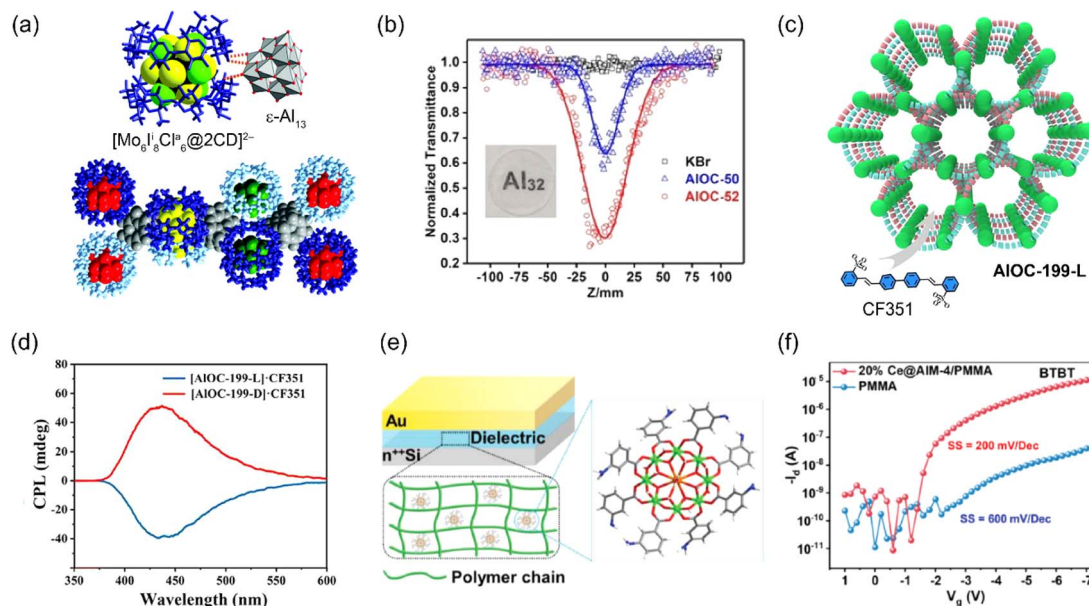 (a)
ε-Al13
[Mo6Ii8Cla6@2CD]2–
(b)
Normalized Transmittance
1.0
0.9
0.8
0.7
0.6
0.5
0.4
0.3
0.2
Al32
KBr
AlOC-50
AlOC-52
-100 -75 -50 -25 0 25 50 75 100
Z/mm
(c)
AlOC-199-L
CF351
(d)
CPL (mdeg)
80
60
40
20
0
-20
-40
[AlOC-199-L]·CF351
[AlOC-199-D]·CF351
350 400 450 500 550 600
Wavelength (nm)
(e)
Au
Dielectric
n++Si
Polymer chain
(f)
20% Ce@AlM-4/PMMA
PMMA
BTBT
SS = 200 mV/Dec
SS = 600 mV/Dec
-Id (A)
10-5
10-6
10-7
10-8
10-9
10-10
10-11
1 0 -1 -2 -3 -4 -5 -6 -7
Vg (V)